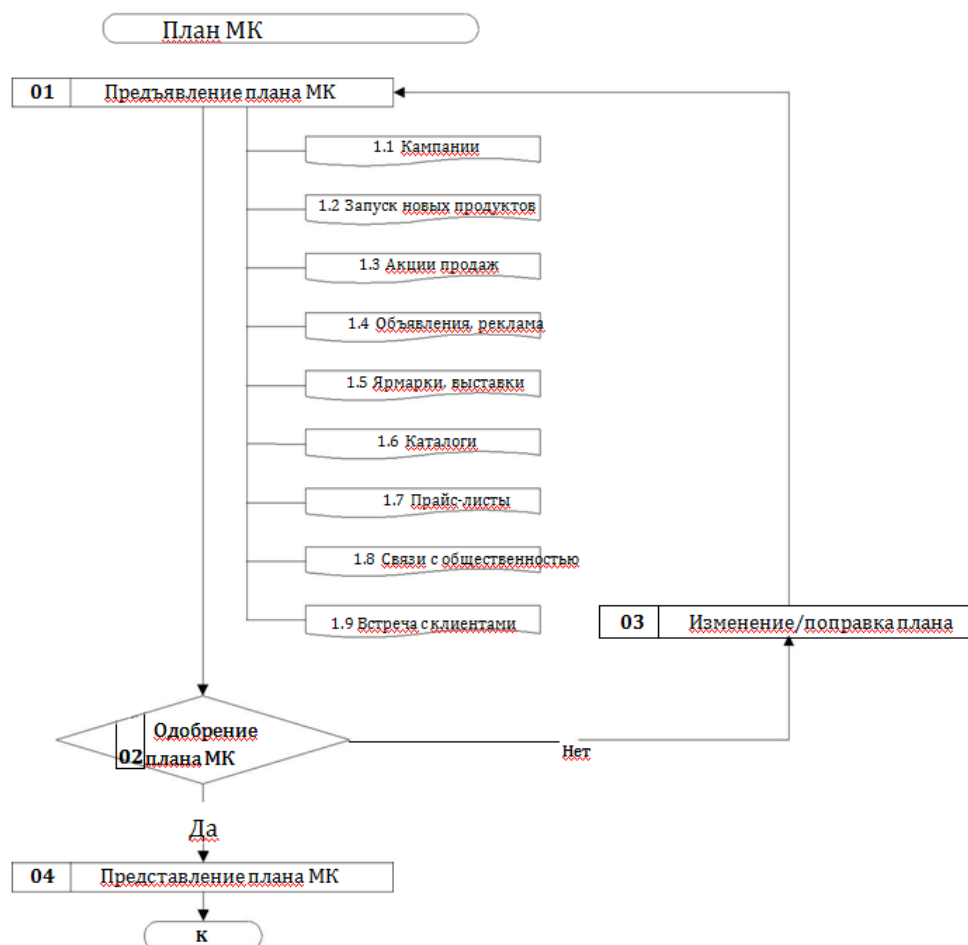 План МК
01 Предъявление плана МК
1.1 Кампании
1.2 Запуск новых продуктов
1.3 Акции продаж
1.4 Объявления, реклама
1.5 Ярмарки, выставки
1.6 Каталоги
1.7 Прайс-листы
1.8 Связи с общественностью
1.9 Встреча с клиентами
03 Изменение/поправка плана
Одобрение
02 плана МК
Нет
Да
04 Представление плана МК
К